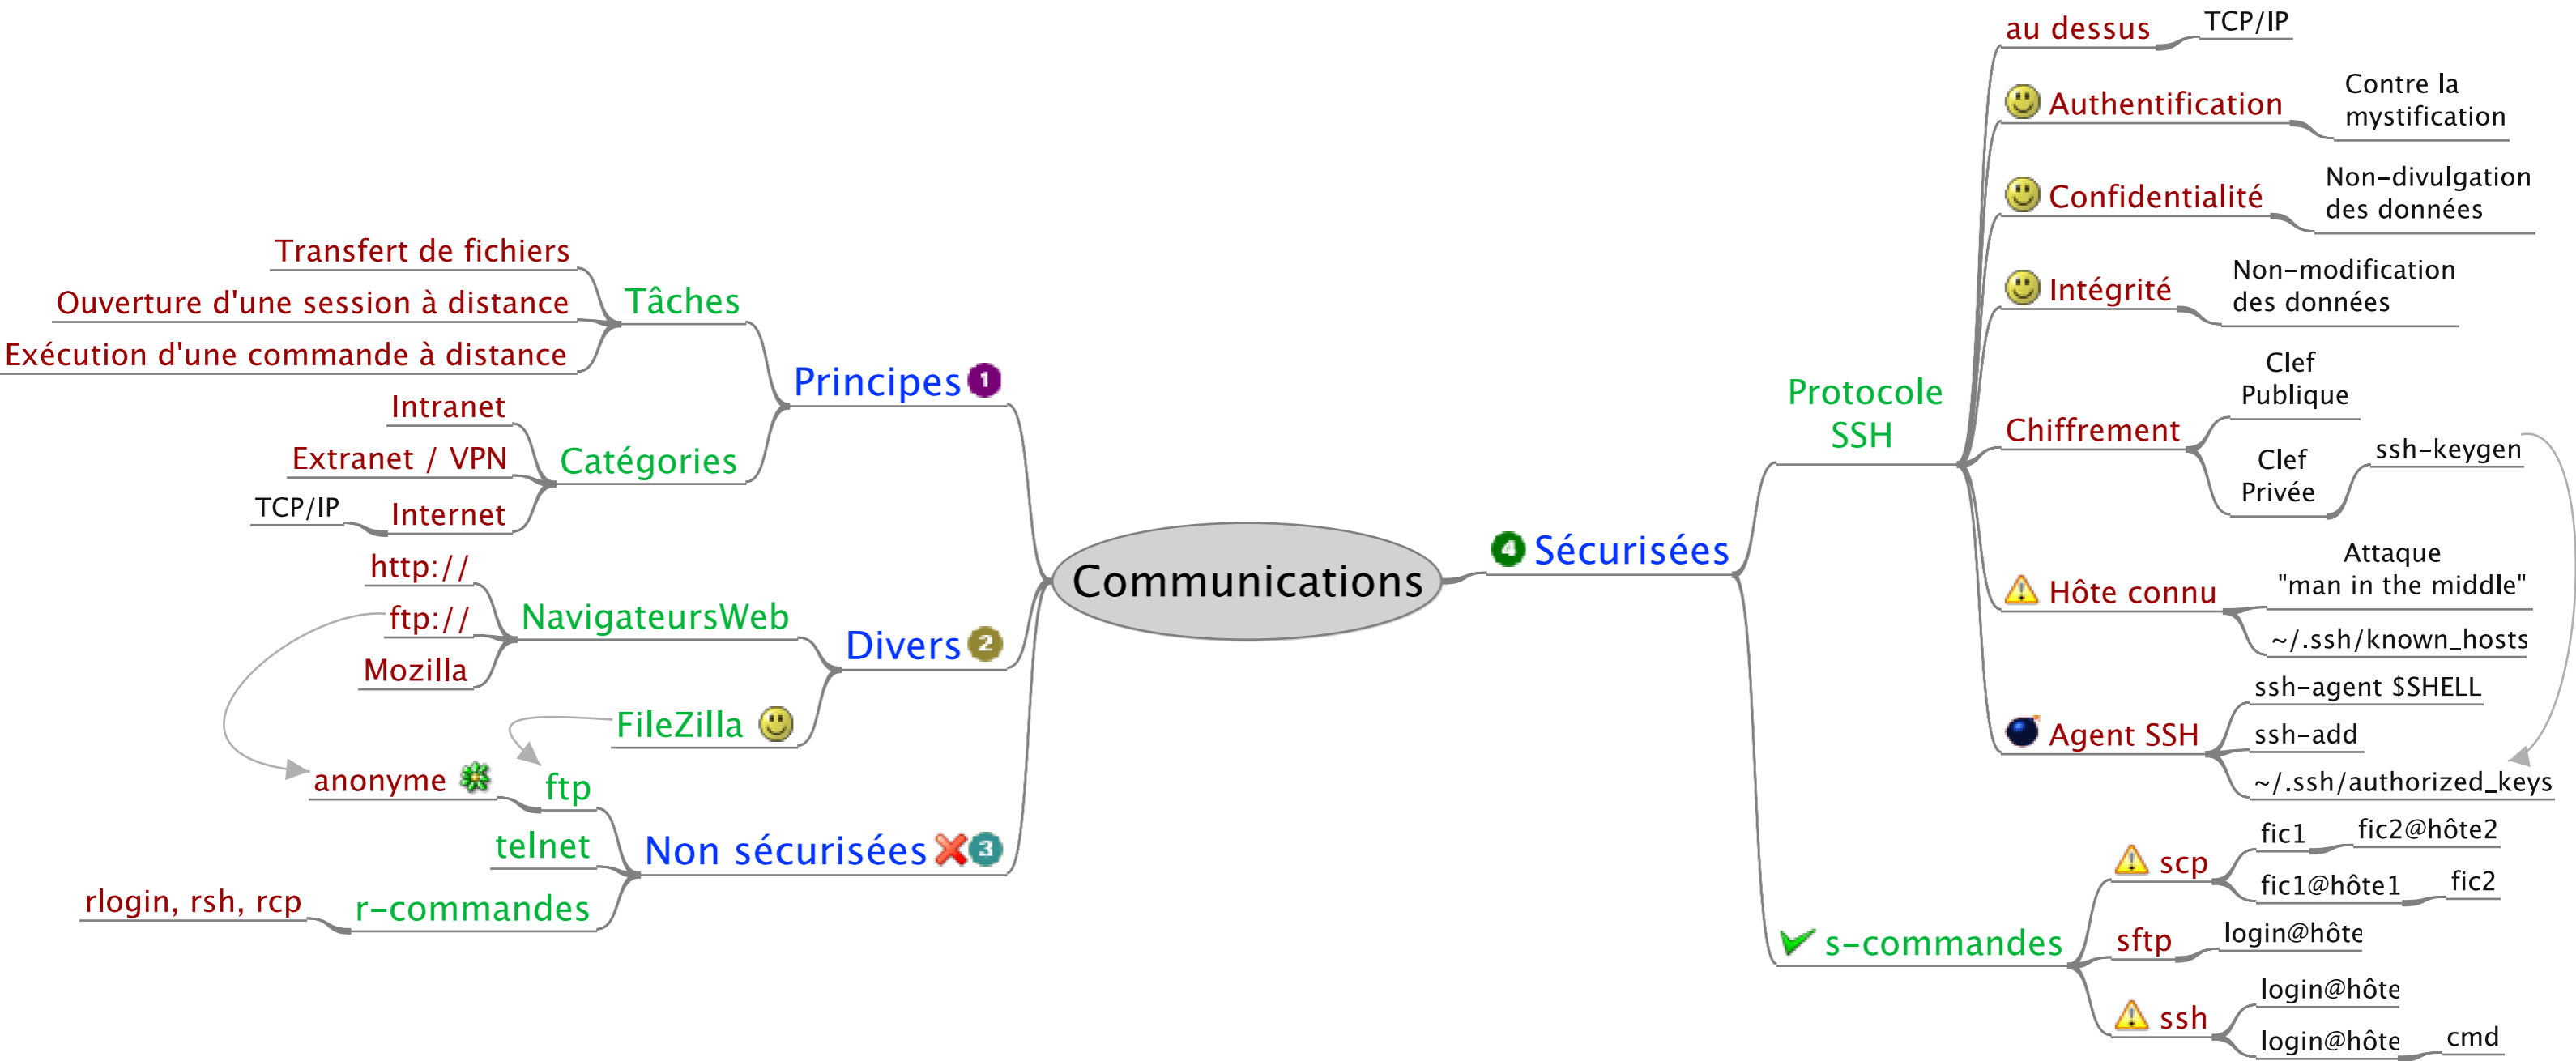 Communications
Principes
1
Tâches
Transfert de fichiers
Ouverture d'une session à distance
Exécution d'une commande à distance
Catégories
Intranet
Extranet / VPN
Internet
TCP/IP
Divers
2
NavigateursWeb
http://
ftp://
Mozilla
FileZilla
Non sécurisées
3
ftp
anonyme
telnet
r-commandes
rlogin, rsh, rcp
4
Sécurisées
Protocole
SSH
au dessus
TCP/IP
Authentification
Contre la
mystification
Confidentialité
Non-divulgation
des données
Intégrité
Non-modification
des données
Chiffrement
Clef
Publique
Clef
Privée
ssh-keygen
Hôte connu
Attaque
"man in the middle"
~/.ssh/known_hosts
Agent SSH
ssh-agent $SHELL
ssh-add
~/.ssh/authorized_keys
s-commandes
scp
fic1
fic2@hôte2
fic1@hôte1
fic2
sftp
login@hôte
ssh
login@hôte
login@hôte
cmd